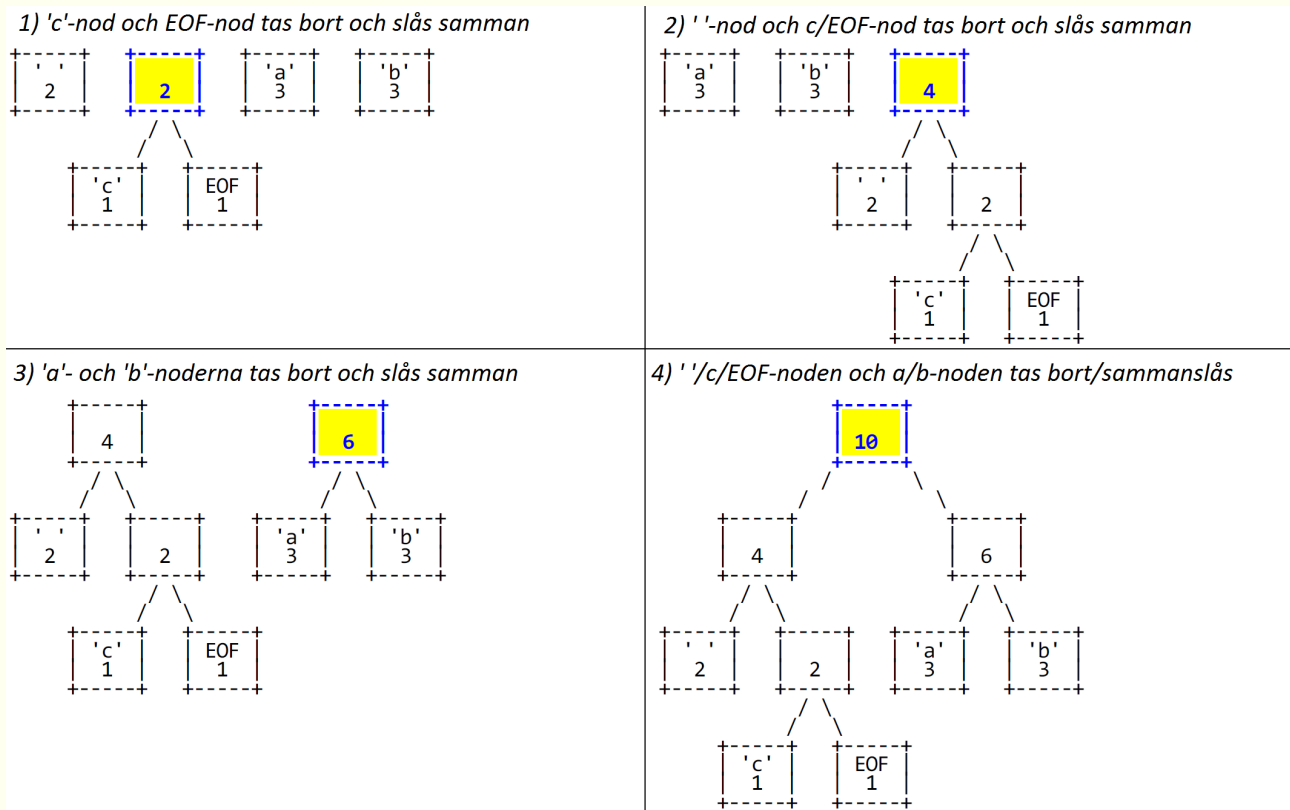 1) 'c'-nod och EOF-nod tas bort och slås samman
' '
2
2
'a'
3
'b'
3
'c'
1
EOF
1
2) ' '-nod och c/EOF-nod tas bort och slås samman
'a'
3
'b'
3
4
' '
2
2
'c'
1
EOF
1
3) 'a'- och 'b'-noderna tas bort och slås samman
4
6
' '
2
2
'a'
3
'b'
3
'c'
1
EOF
1
4) ' '/c/EOF-noden och a/b-noden tas bort/sammanslås
10
4
6
' '
2
2
'a'
3
'b'
3
'c'
1
EOF
1